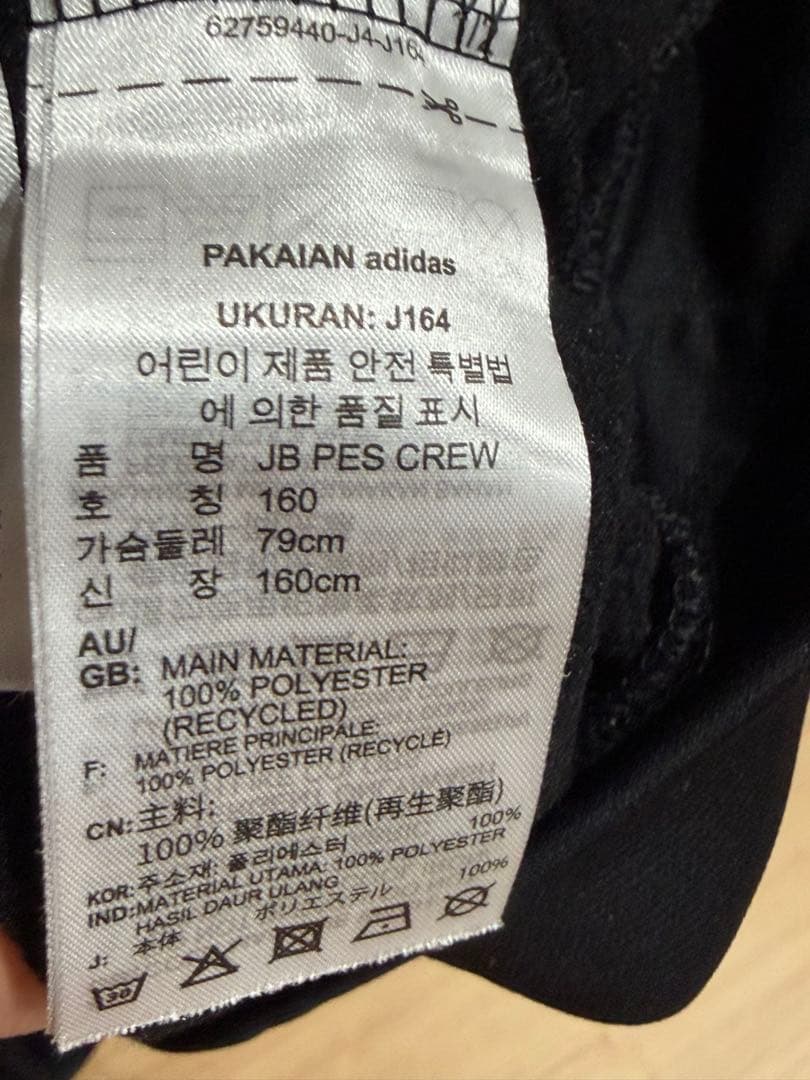 62759440-J4-J164
1/2
PAKAIAN adidas
UKURAN: J164
어린이 제품 안전 특별법
에 의한 품질 표시
품 명 JB PES CREW
호 칭 160
가슴둘레 79cm
신 장 160cm
AU/
GB: MAIN MATERIAL:
100% POLYESTER
(RECYCLED)
F: MATIERE PRINCIPALE:
100% POLYESTER (RECYCLÉ)
CN: 主料:
100% 聚酯纤维(再生聚酯)
KOR: 주소재: 폴리에스터 100%
IND: MATERIAL UTAMA: 100% POLYESTER
HASIL DAUR ULANG
J: 本体 ポリエステル 100%
30